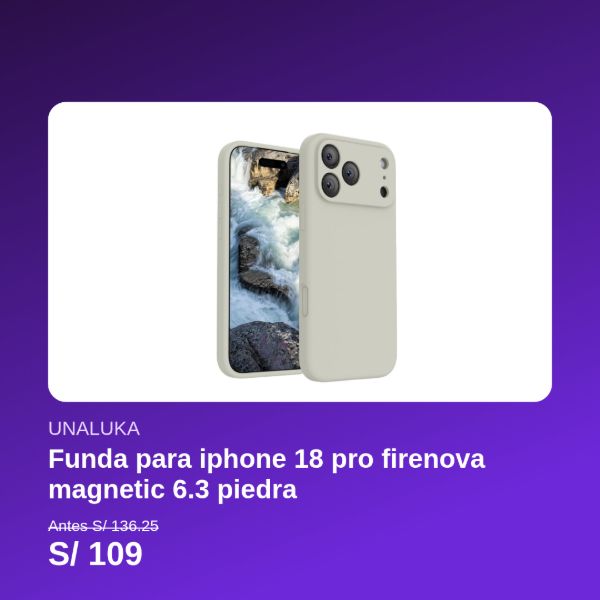 UNALUKA
Funda para iphone 18 pro firenova
magnetic 6.3 piedra
Antes S/ 136.25
S/ 109